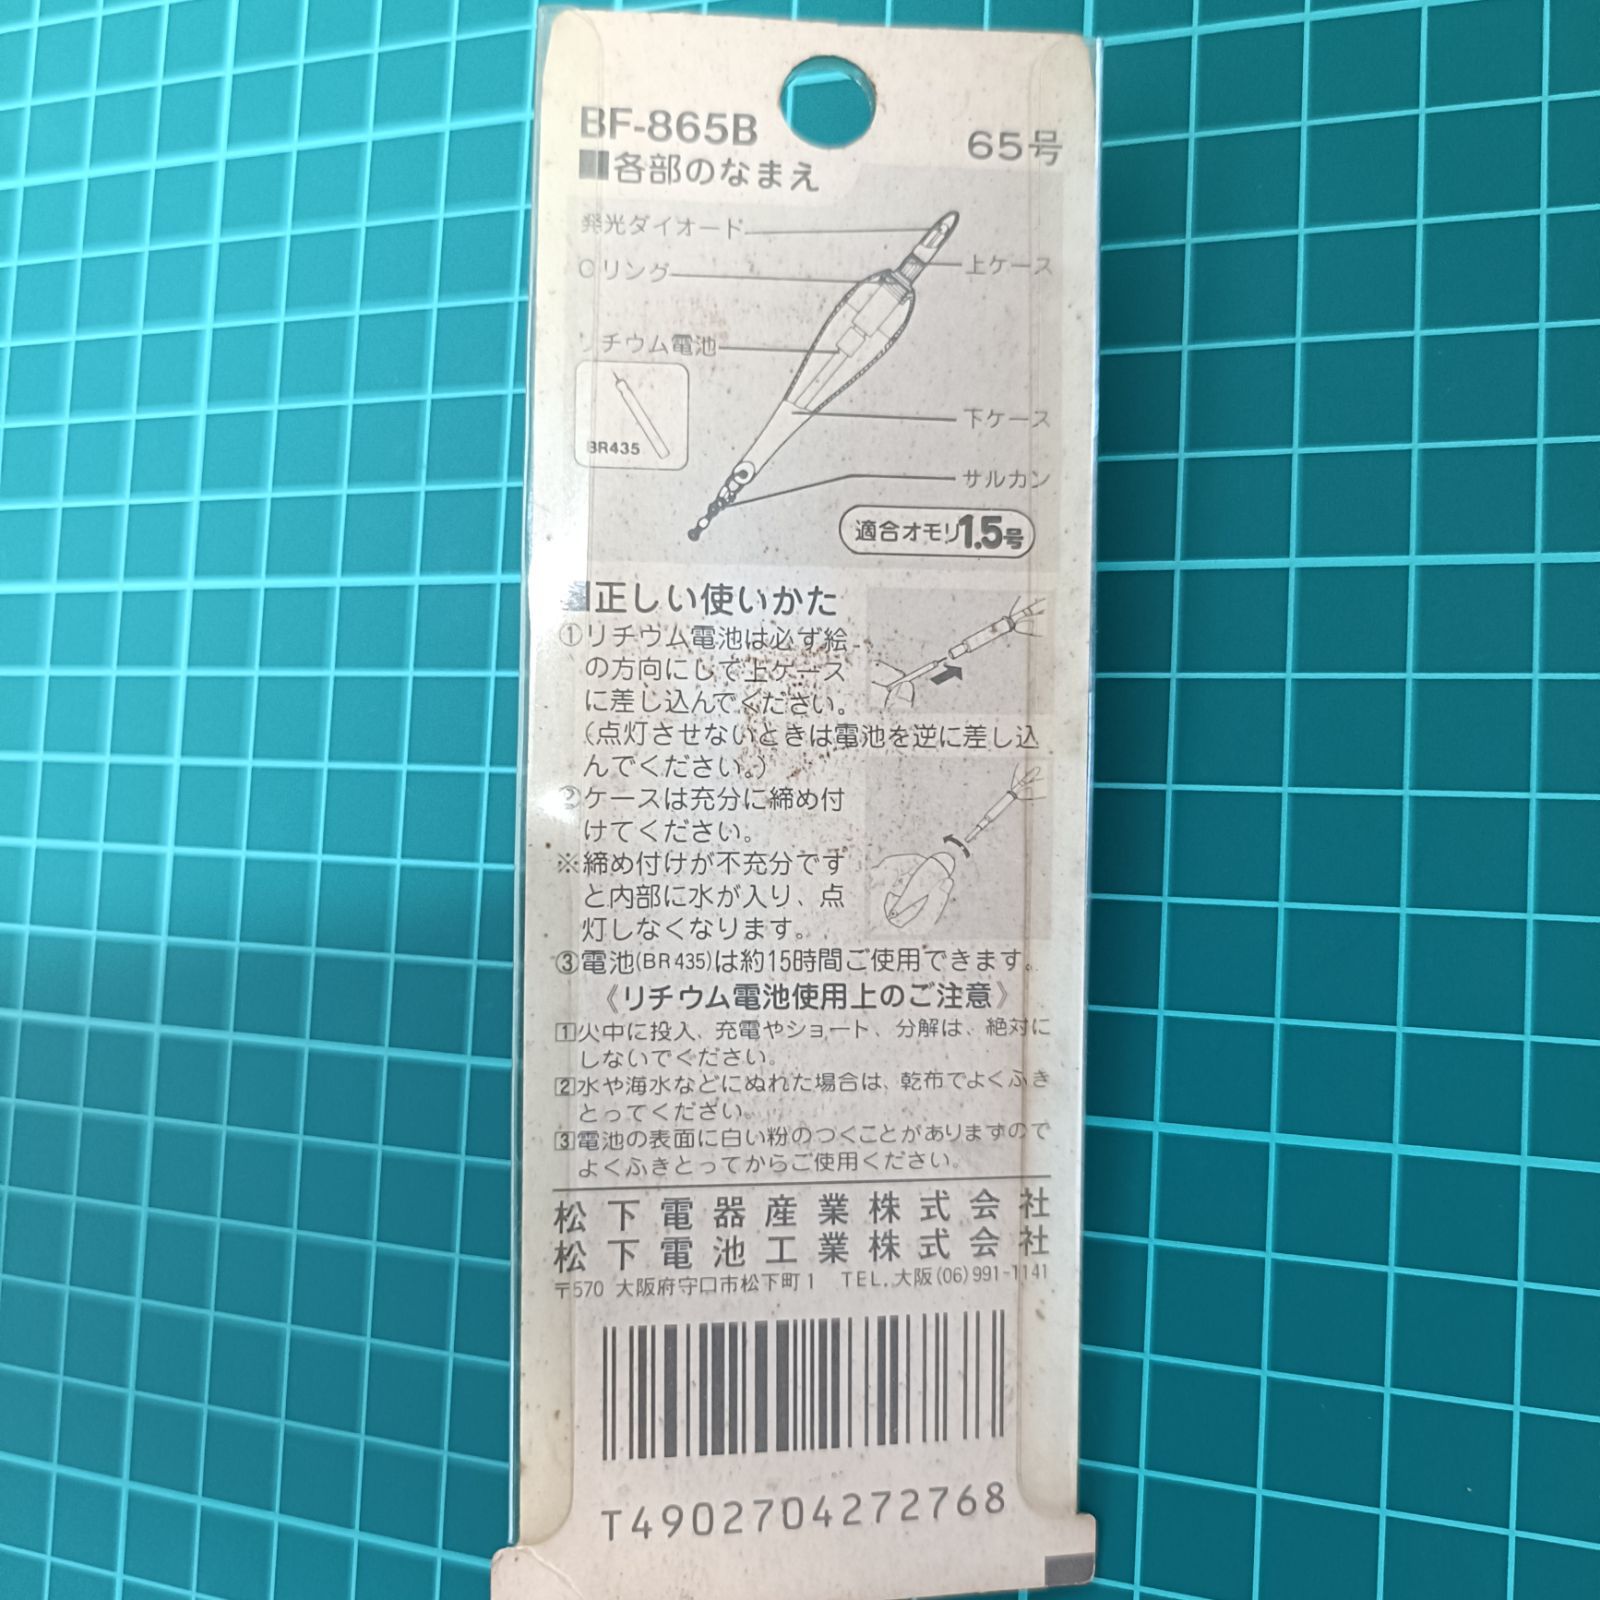 BF-865B
65号
■各部のなまえ
発光ダイオード
Oリング
上ケース
リチウム電池
BR435
下ケース
サルカン
適合オモリ1.5号
■正しい使いかた
①リチウム電池は必ず絵
の方向にして上ケース
に差し込んでください。
(点灯させないときは電池を逆に差し込
んでください。)
②ケースは充分に締め付
けてください。
※締め付けが不充分です
と内部に水が入り、点
灯しなくなります。
③電池(BR435)は約15時間ご使用できます。
《リチウム電池使用上のご注意》
1火中に投入、充電やショート、分解は、絶対に
しないでください。
2水や海水などにぬれた場合は、乾布でよくふき
とってください。
3電池の表面に白い粉のつくことがありますので
よくふきとってからご使用ください。
松下電器産業株式会社
松下電池工業株式会社
〒570 大阪府守口市松下町1 TEL.大阪(06)991-1141
T4902704272768